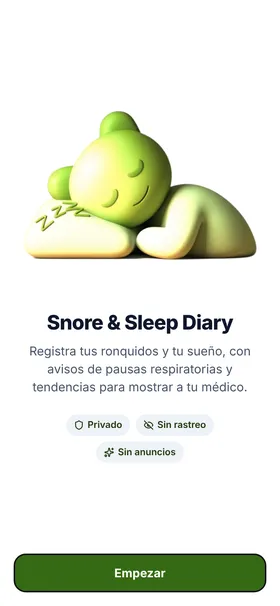 ZZZZ
Snore & Sleep Diary
Registra tus ronquidos y tu sueño, con
avisos de pausas respiratorias y
tendencias para mostrar a tu médico.
Privado
Sin rastreo
Sin anuncios
Empezar